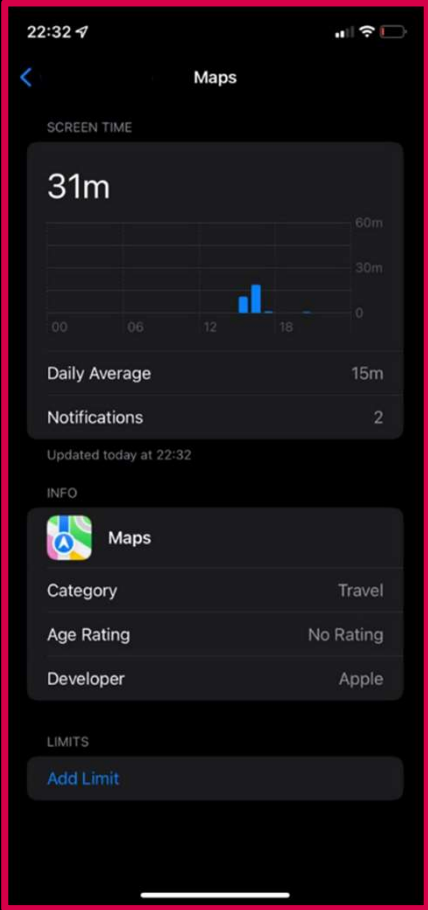 22:32
Maps
SCREEN TIME
31m
60m
30m
0
00 06 12 18
Daily Average 15m
Notifications 2
Updated today at 22:32
INFO
Maps
Category Travel
Age Rating No Rating
Developer Apple
LIMITS
Add Limit